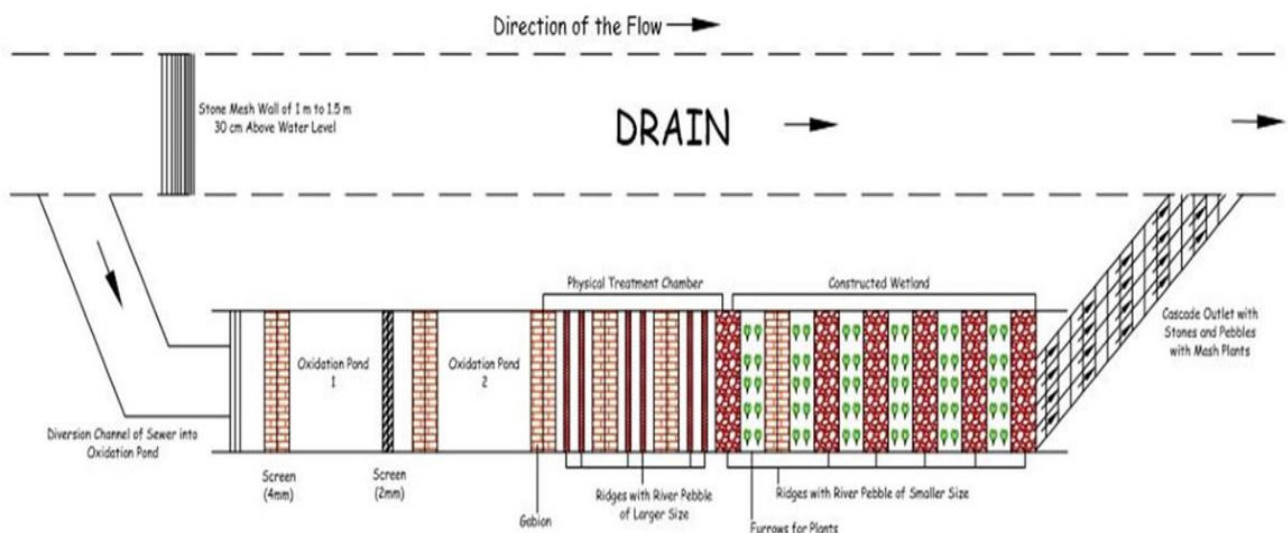 Direction of the Flow
Stone Mesh Wall of 1 m to 1.5 m
30 cm Above Water Level
DRAIN
Physical Treatment Chamber
Constructed Wetland
Cascade Outlet with
Stones and Pebbles
with Mash Plants
Oxidation Pond
1
Oxidation Pond
2
Diversion Channel of Sewer into
Oxidation Pond
Screen
(4mm)
Screen
(2mm)
Gabion
Ridges with River Pebble
of Larger Size
Ridges with River Pebble of Smaller Size
Furrows for Plants